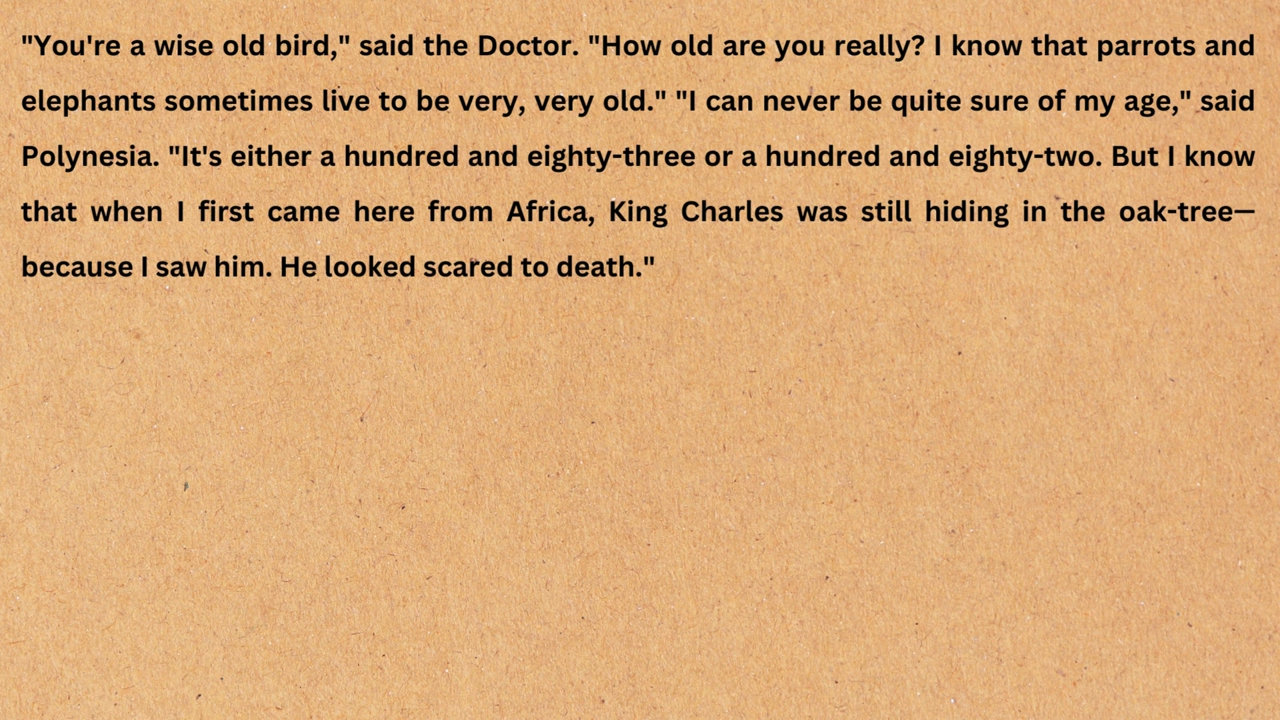 "You're a wise old bird," said the Doctor. "How old are you really? I know that parrots and
elephants sometimes live to be very, very old." "I can never be quite sure of my age," said
Polynesia. "It's either a hundred and eighty-three or a hundred and eighty-two. But I know
that when I first came here from Africa, King Charles was still hiding in the oak-tree—
because I saw him. He looked scared to death."